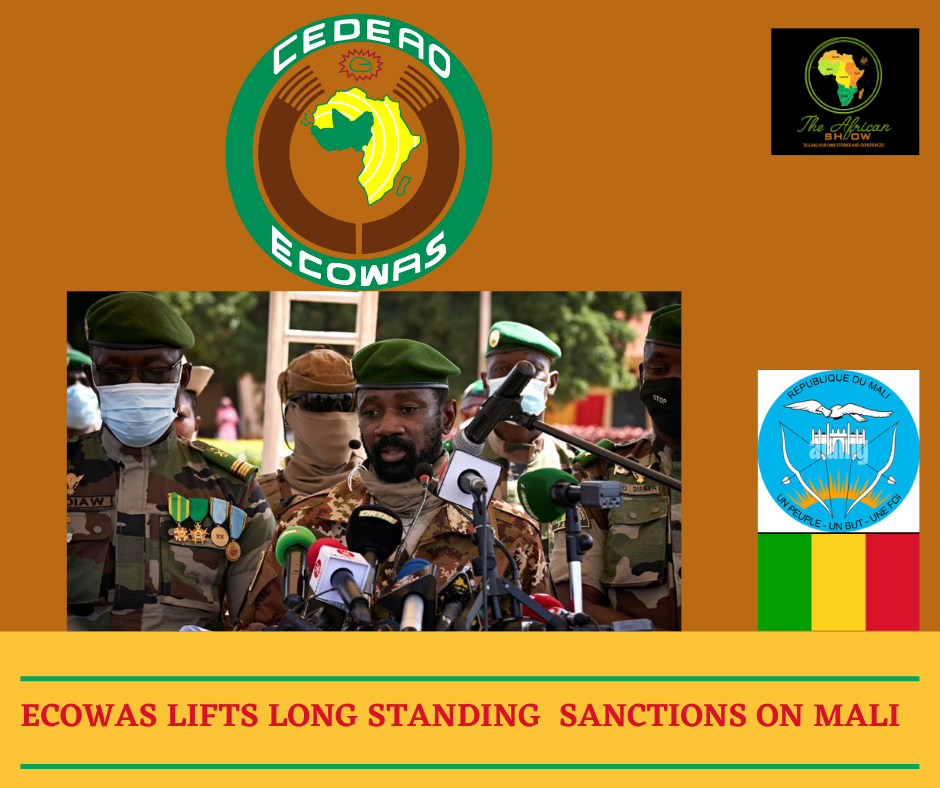 CEDEAO
ECOWAS
The African
SHOW
TELLING OUR OWN STORIES AND EXPERIENCES
DIAW
STOP
REPUBLIQUE DU MALI
alamy
UN PEUPLE - UN BUT - UNE FOI
ECOWAS LIFTS LONG STANDING SANCTIONS ON MALI